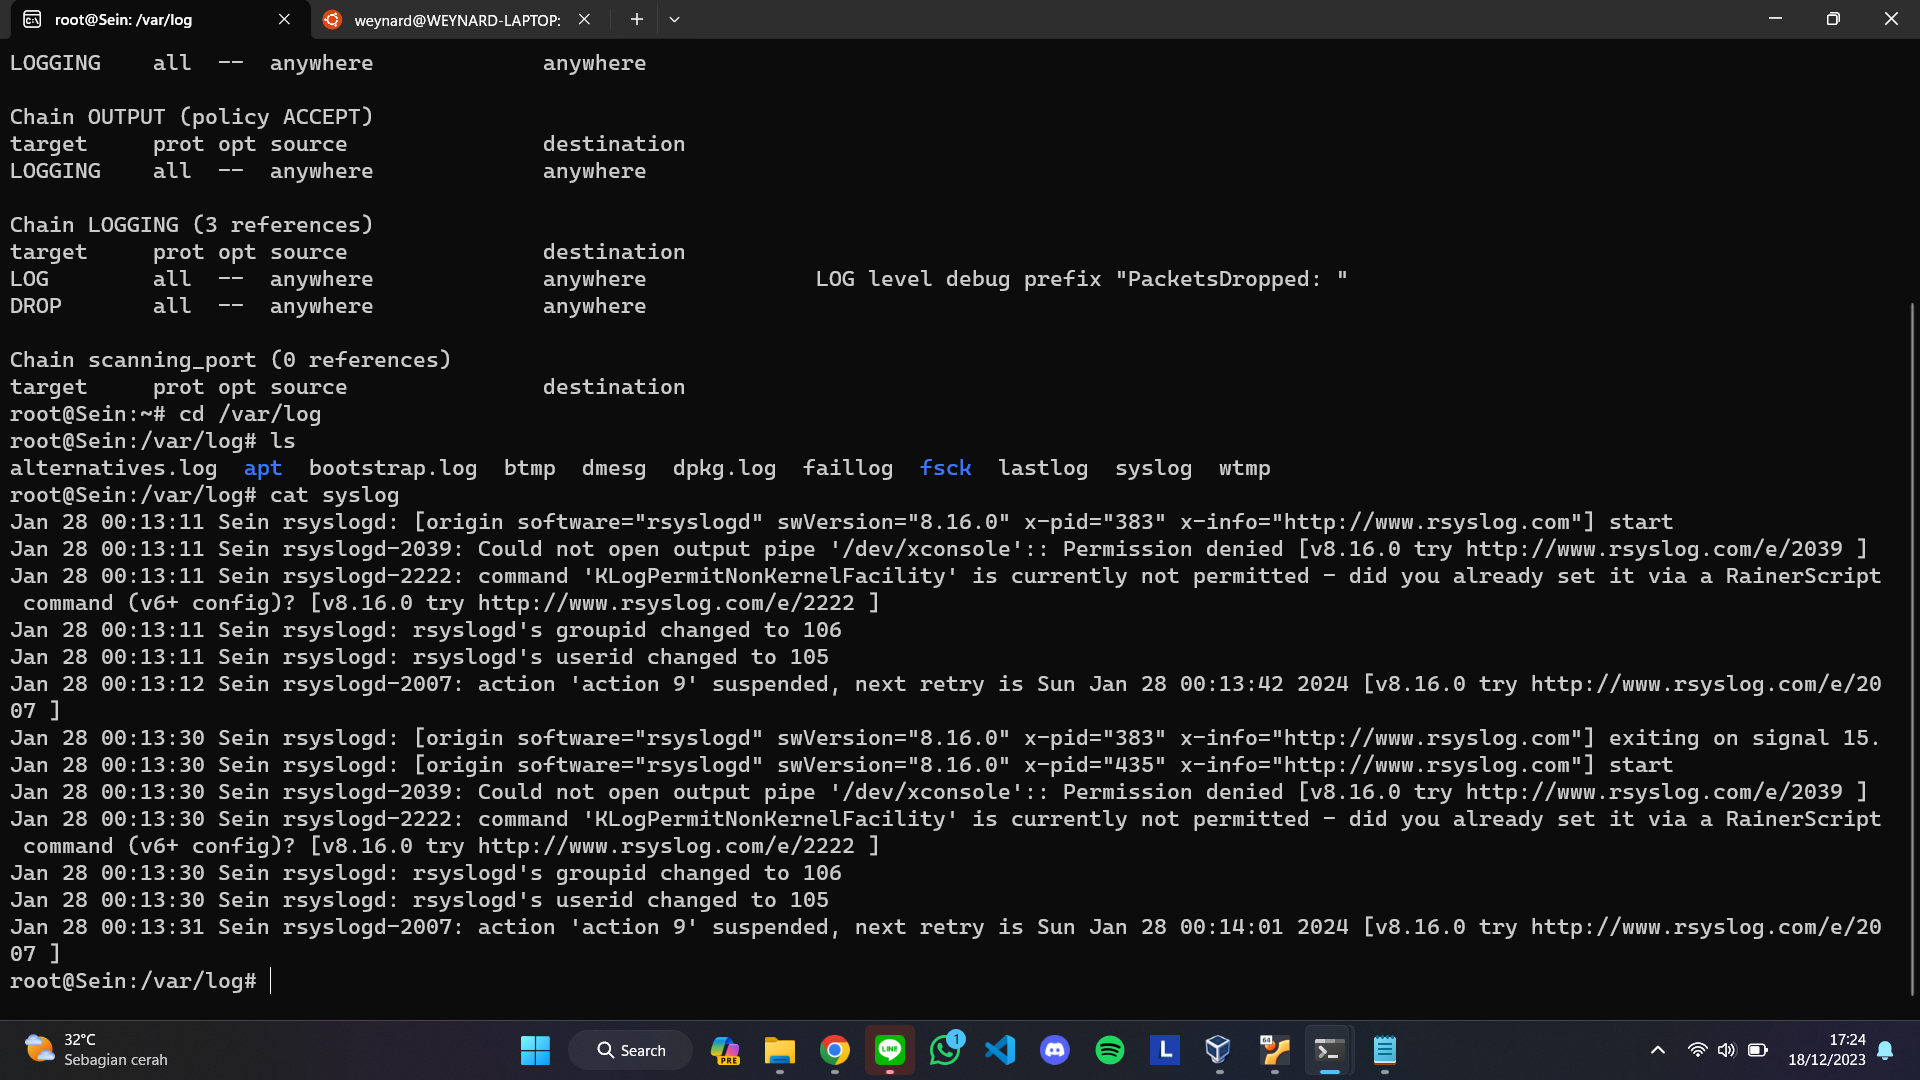 root@Sein: /var/log
weynard@WEYNARD-LAPTOP:
LOGGING    all  --  anywhere             anywhere
Chain OUTPUT (policy ACCEPT)
target     prot opt source               destination
LOGGING    all  --  anywhere             anywhere
Chain LOGGING (3 references)
target     prot opt source               destination
LOG        all  --  anywhere             anywhere             LOG level debug prefix "PacketsDropped: "
DROP       all  --  anywhere             anywhere
Chain scanning_port (0 references)
target     prot opt source               destination
root@Sein:~# cd /var/log
root@Sein:/var/log# ls
alternatives.log  apt  bootstrap.log  btmp  dmesg  dpkg.log  faillog  fsck  lastlog  syslog  wtmp
root@Sein:/var/log# cat syslog
Jan 28 00:13:11 Sein rsyslogd: [origin software="rsyslogd" swVersion="8.16.0" x-pid="383" x-info="http://www.rsyslog.com"] start
Jan 28 00:13:11 Sein rsyslogd-2039: Could not open output pipe '/dev/xconsole':: Permission denied [v8.16.0 try http://www.rsyslog.com/e/2039 ]
Jan 28 00:13:11 Sein rsyslogd-2222: command 'KLogPermitNonKernelFacility' is currently not permitted - did you already set it via a RainerScript
command (v6+ config)? [v8.16.0 try http://www.rsyslog.com/e/2222 ]
Jan 28 00:13:11 Sein rsyslogd: rsyslogd's groupid changed to 106
Jan 28 00:13:11 Sein rsyslogd: rsyslogd's userid changed to 105
Jan 28 00:13:12 Sein rsyslogd-2007: action 'action 9' suspended, next retry is Sun Jan 28 00:13:42 2024 [v8.16.0 try http://www.rsyslog.com/e/20
07 ]
Jan 28 00:13:30 Sein rsyslogd: [origin software="rsyslogd" swVersion="8.16.0" x-pid="383" x-info="http://www.rsyslog.com"] exiting on signal 15.
Jan 28 00:13:30 Sein rsyslogd: [origin software="rsyslogd" swVersion="8.16.0" x-pid="435" x-info="http://www.rsyslog.com"] start
Jan 28 00:13:30 Sein rsyslogd-2039: Could not open output pipe '/dev/xconsole':: Permission denied [v8.16.0 try http://www.rsyslog.com/e/2039 ]
Jan 28 00:13:30 Sein rsyslogd-2222: command 'KLogPermitNonKernelFacility' is currently not permitted - did you already set it via a RainerScript
command (v6+ config)? [v8.16.0 try http://www.rsyslog.com/e/2222 ]
Jan 28 00:13:30 Sein rsyslogd: rsyslogd's groupid changed to 106
Jan 28 00:13:30 Sein rsyslogd: rsyslogd's userid changed to 105
Jan 28 00:13:31 Sein rsyslogd-2007: action 'action 9' suspended, next retry is Sun Jan 28 00:14:01 2024 [v8.16.0 try http://www.rsyslog.com/e/20
07 ]
root@Sein:/var/log#
32°C
Sebagian cerah
Search
PRE
LINE
1
L
64
17:24
18/12/2023